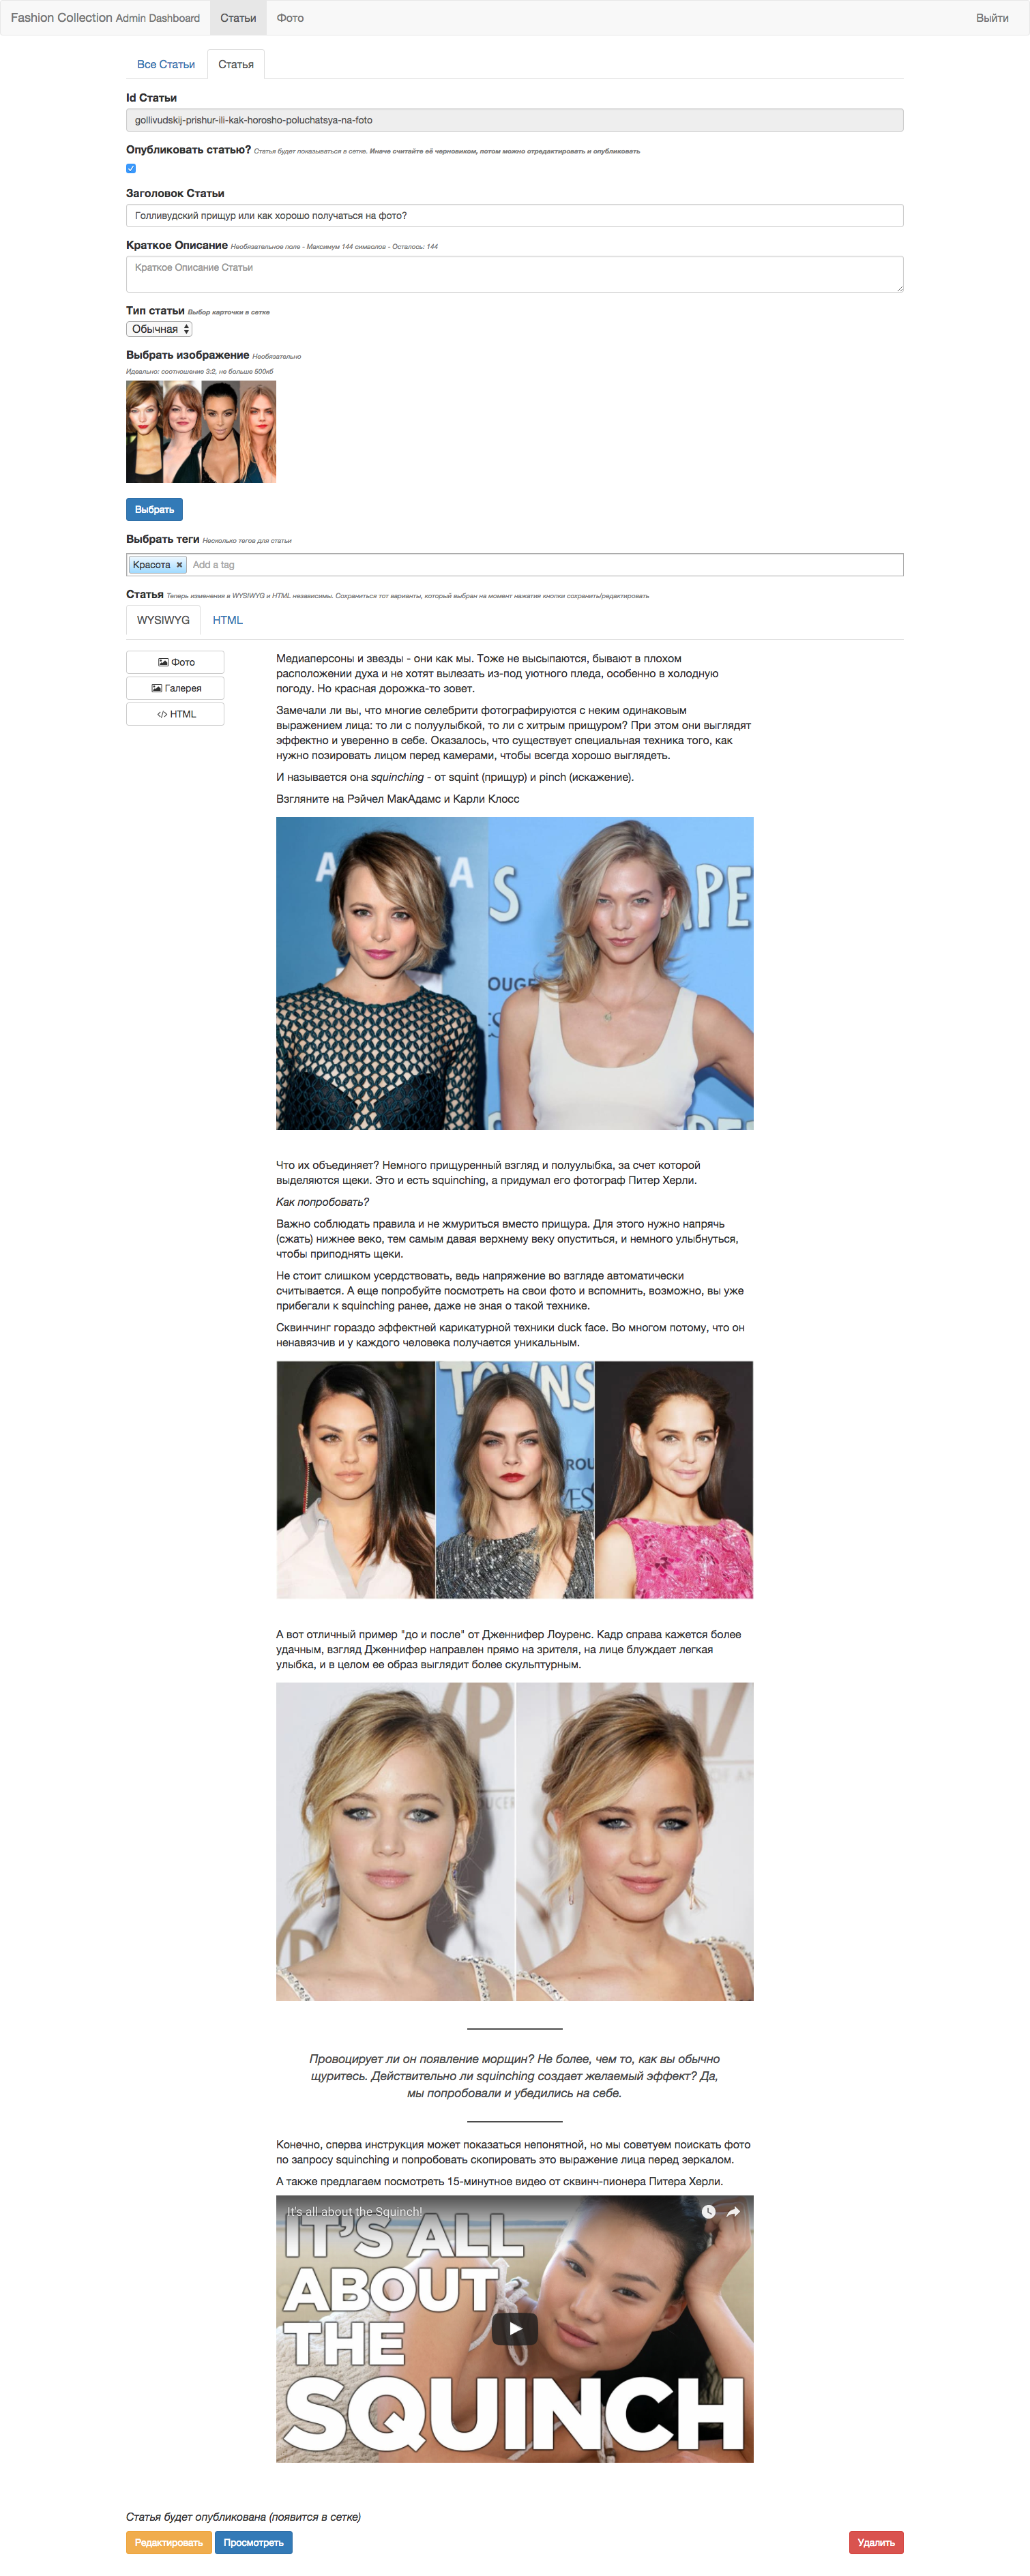 Fashion Collection Admin Dashboard Статьи Фото Выйти
Все Статьи Статья
Id Статьи
gollivudskij-prishur-ili-kak-horosho-poluchatsya-na-foto
Опубликовать статью? Статья будет показываться в сетке. Иначе считайте её черновиком, потом можно отредактировать и опубликовать
Заголовок Статьи
Голливудский прищур или как хорошо получаться на фото?
Краткое Описание Необязательное поле - Максимум 144 символов - Осталось: 144
Краткое Описание Статьи
Тип статьи Выбор карточки в сетке
Обычная
Выбрать изображение Необязательно
Идеально: соотношение 3:2, не больше 500кб
Выбрать
Выбрать теги Несколько тегов для статьи
Красота × Add a tag
Статья Теперь изменения в WYSIWYG и HTML независимы. Сохраниться тот варианты, который выбран на момент нажатия кнопки сохранить/редактировать
WYSIWYG HTML
Фото
Галерея
</> HTML
Медиаперсоны и звезды - они как мы. Тоже не высыпаются, бывают в плохом
расположении духа и не хотят вылезать из-под уютного пледа, особенно в холодную
погоду. Но красная дорожка-то зовет.
Замечали ли вы, что многие селебрити фотографируются с неким одинаковым
выражением лица: то ли с полуулыбкой, то ли с хитрым прищуром? При этом они выглядят
эффектно и уверенно в себе. Оказалось, что существует специальная техника того, как
нужно позировать лицом перед камерами, чтобы всегда хорошо выглядеть.
И называется она squinching - от squint (прищур) и pinch (искажение).
Взгляните на Рэйчел МакАдамс и Карли Клосс
Что их объединяет? Немного прищуренный взгляд и полуулыбка, за счет которой
выделяются щеки. Это и есть squinching, а придумал его фотограф Питер Херли.
Как попробовать?
Важно соблюдать правила и не жмуриться вместо прищура. Для этого нужно напрячь
(сжать) нижнее веко, тем самым давая верхнему веку опуститься, и немного улыбнуться,
чтобы приподнять щеки.
Не стоит слишком усердствовать, ведь напряжение во взгляде автоматически
считывается. А еще попробуйте посмотреть на свои фото и вспомнить, возможно, вы уже
прибегали к squinching ранее, даже не зная о такой технике.
Сквинчинг гораздо эффектней карикатурной техники duck face. Во многом потому, что он
ненавязчив и у каждого человека получается уникальным.
TOWNS
А вот отличный пример "до и после" от Дженнифер Лоуренс. Кадр справа кажется более
удачным, взгляд Дженнифер направлен прямо на зрителя, на лице блуждает легкая
улыбка, и в целом ее образ выглядит более скульптурным.
Провоцирует ли он появление морщин? Не более, чем то, как вы обычно
щуритесь. Действительно ли squinching создает желаемый эффект? Да,
мы попробовали и убедились на себе.
Конечно, сперва инструкция может показаться непонятной, но мы советуем поискать фото
по запросу squinching и попробовать скопировать это выражение лица перед зеркалом.
А также предлагаем посмотреть 15-минутное видео от сквинч-пионера Питера Херли.
It's all about the Squinch!
IT'S ALL
ABOUT
THE
SQUINCH
Статья будет опубликована (появится в сетке)
Редактировать Просмотреть Удалить